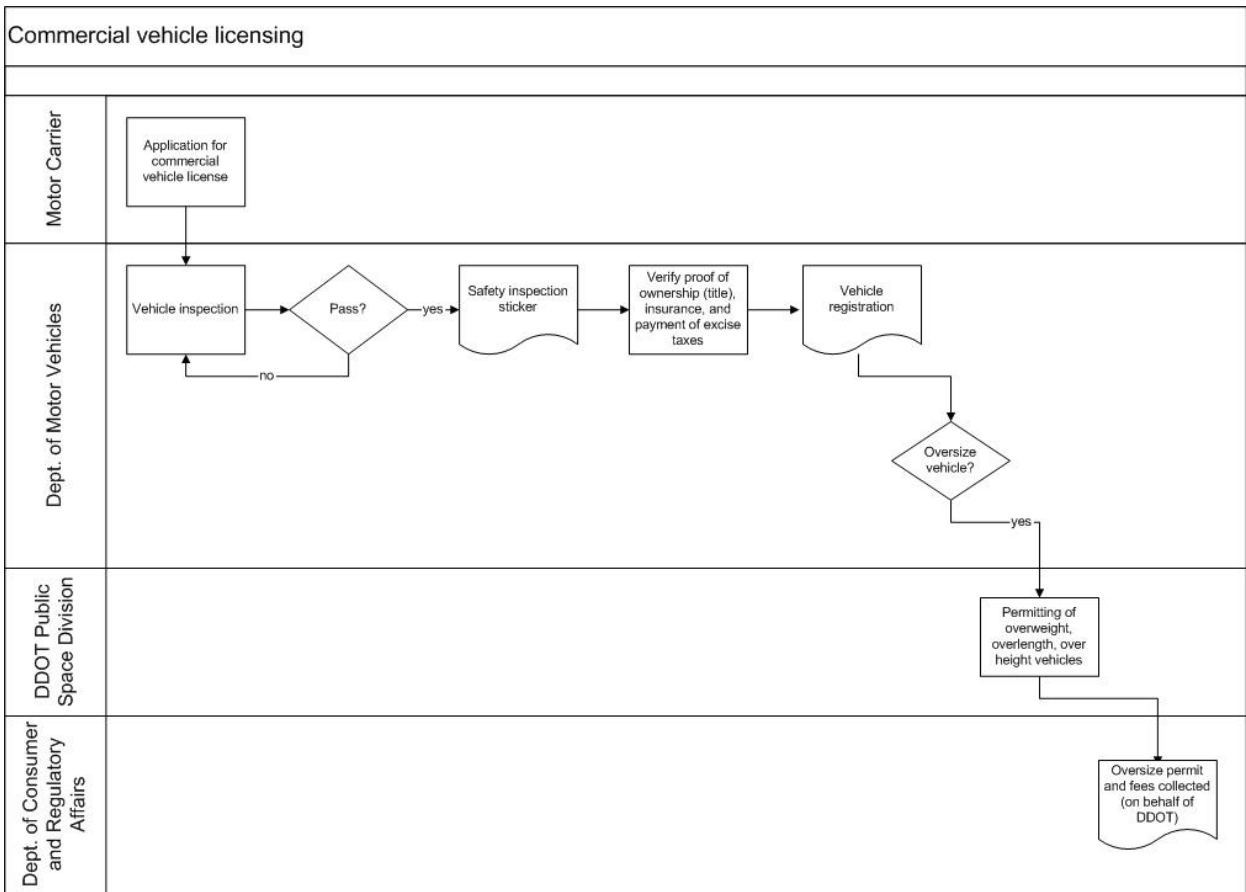 Commercial vehicle licensing
Motor Carrier
Application for
commercial
vehicle license
Dept. of Motor Vehicles
Vehicle inspection
Pass?
yes
no
Safety inspection
sticker
Verify proof of
ownership (title),
insurance, and
payment of excise
taxes
Vehicle
registration
Oversize
vehicle?
yes
DDOT Public
Space Division
Permitting of
overweight,
overlength, over
height vehicles
Dept. of Consumer
and Regulatory
Affairs
Oversize permit
and fees collected
(on behalf of
DDOT)